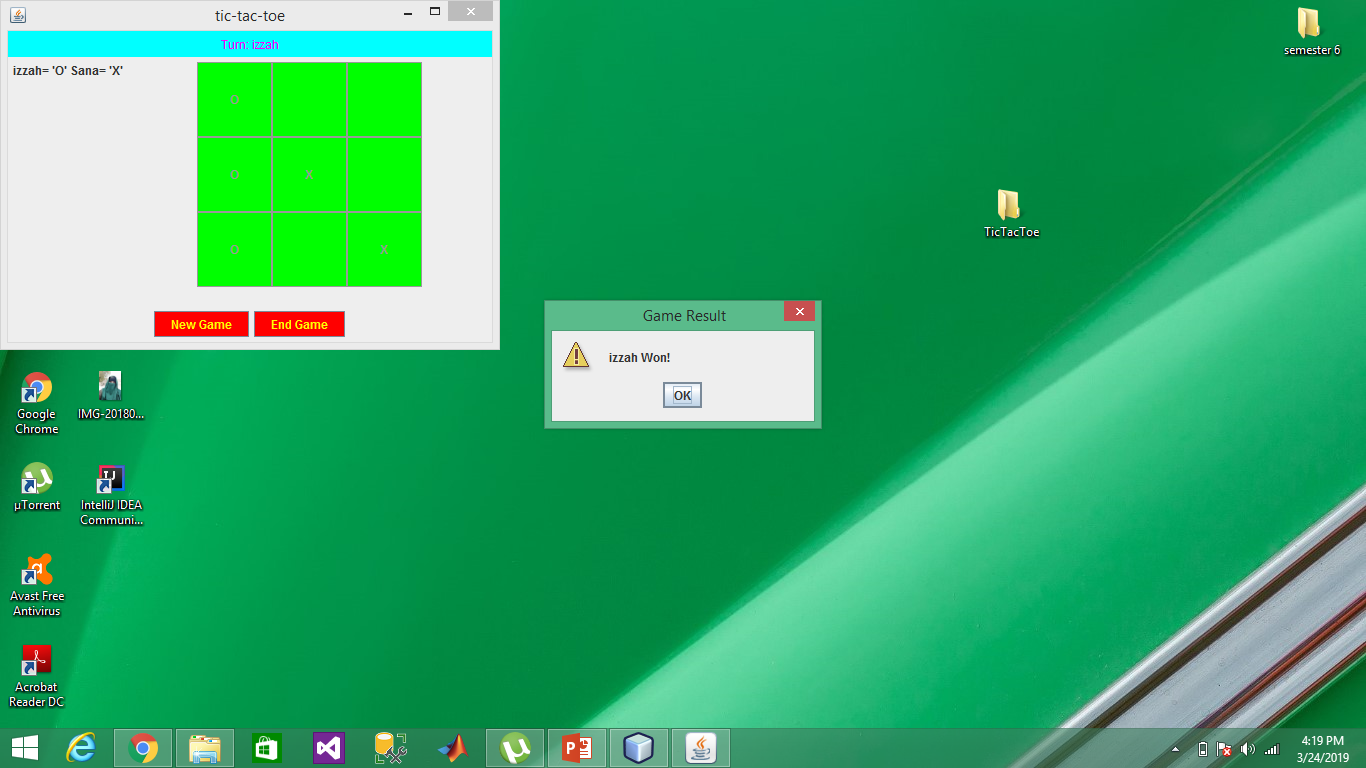 tic-tac-toe
Turn: izzah
izzah= 'O' Sana= 'X'
O
O X
O X
New Game End Game
semester 6
TicTacToe
Game Result
izzah Won!
OK
Google
Chrome
IMG-20180...
µTorrent
IntelliJ IDEA
Communi...
Avast Free
Antivirus
Acrobat
Reader DC
4:19 PM
3/24/2019